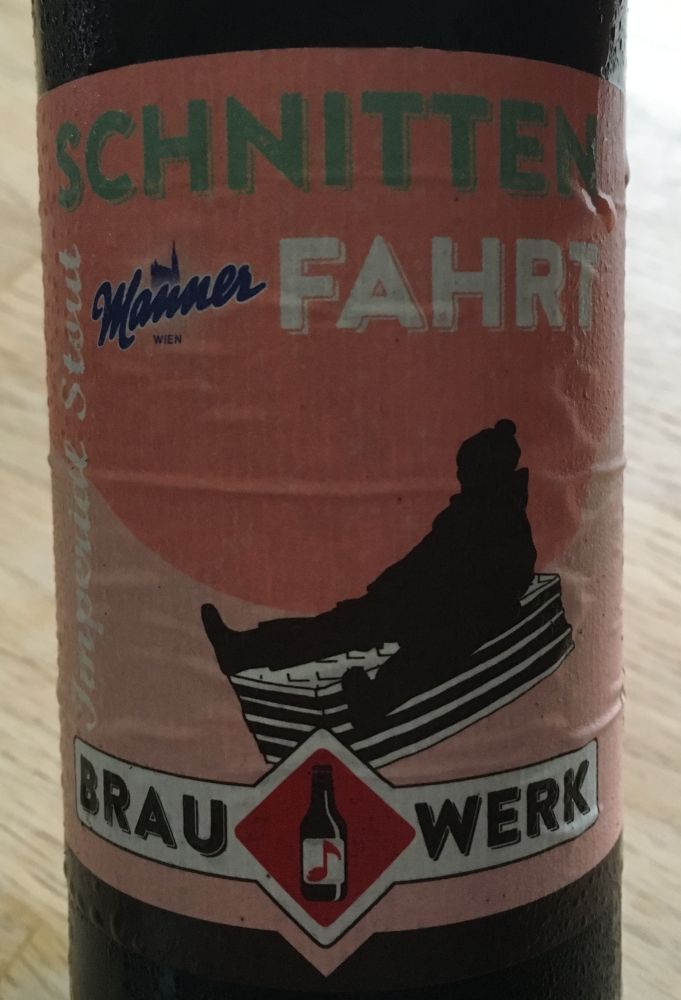 SCHNITTEN
Manner FAHRT
WIEN
Imperial Stout
BRAU WERK